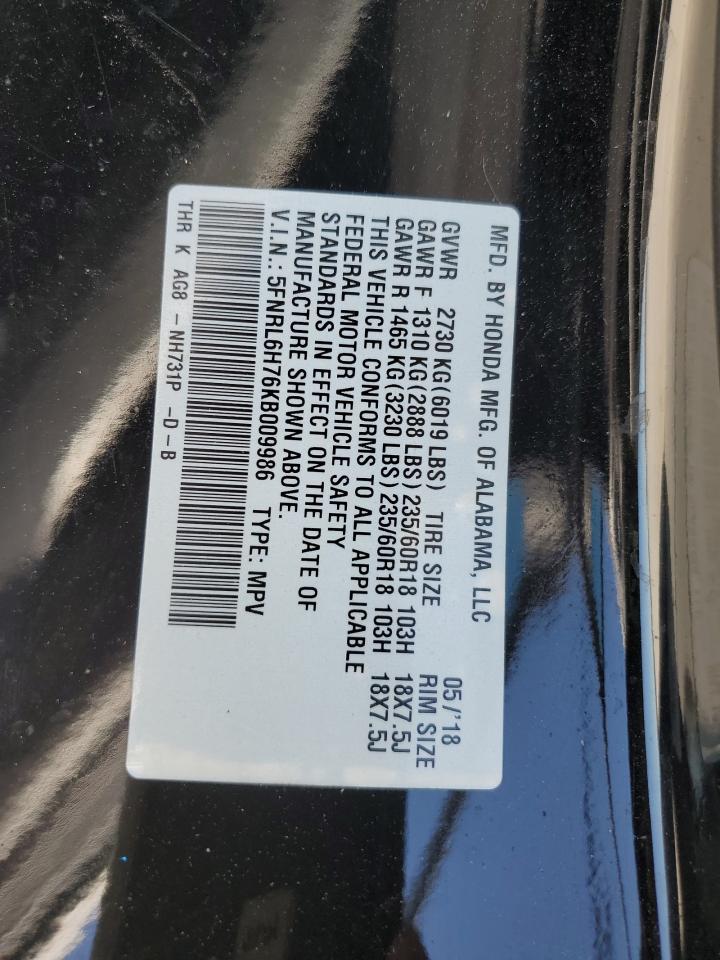 MFD. BY HONDA MFG. OF ALABAMA, LLC
05/'18
GVWR 2730 KG(6019 LBS) TIRE SIZE RIM SIZE
GAWR F 1310 KG(2888 LBS)235/60R18 103H 18X7.5J
GAWR R 1465 KG(3230 LBS)235/60R18 103H 18X7.5J
THIS VEHICLE CONFORMS TO ALL APPLICABLE
FEDERAL MOTOR VEHICLE SAFETY
STANDARDS IN EFFECT ON THE DATE OF
MANUFACTURE SHOWN ABOVE.
V.I.N.: 5FNRL6H76KB009986 TYPE: MPV
THR K AG8 -NH731P -D-B